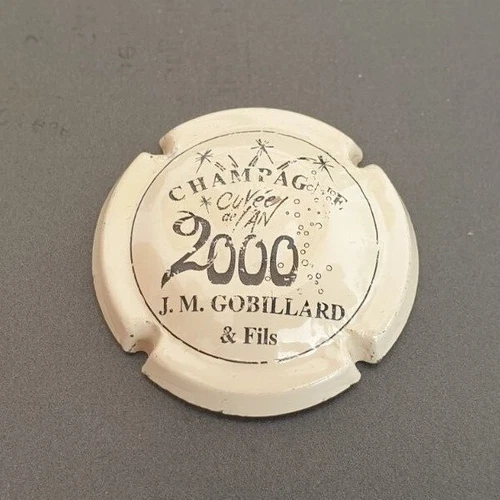 CHAMPAGNE
Cuvée
de l'AN
2000
J. M. GOBILLARD
& Fils